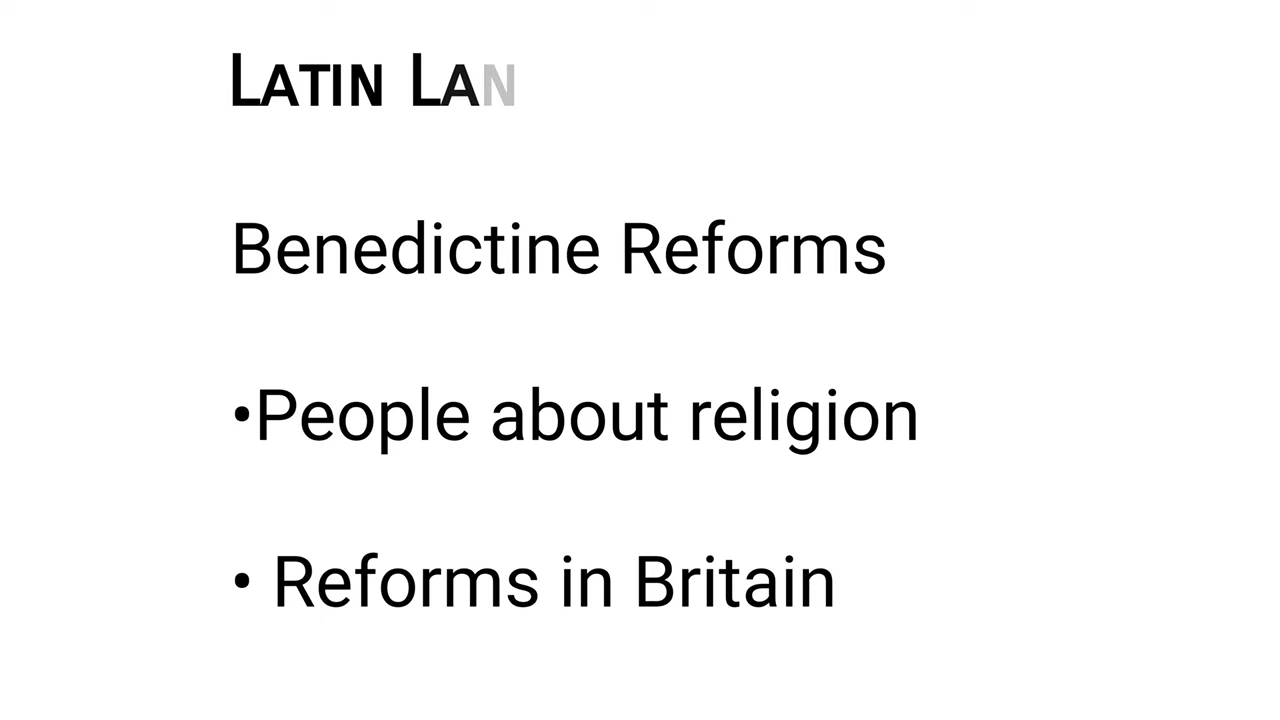 Latin Lan
Benedictine Reforms
•People about religion
• Reforms in Britain